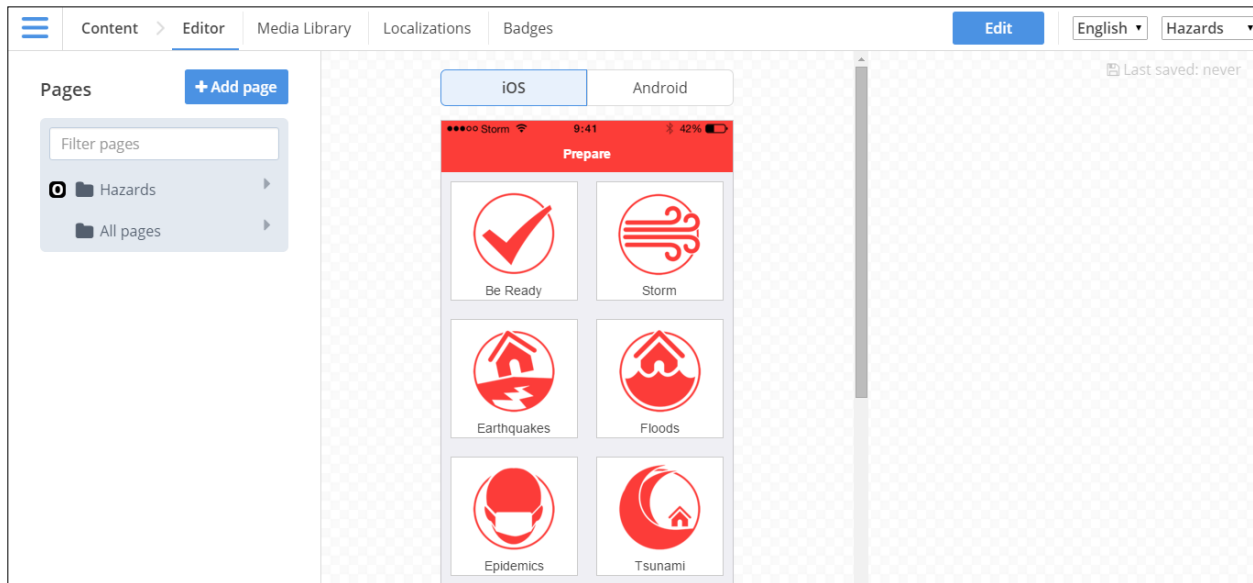 Content Editor Media Library Localizations Badges Edit English Hazards
Last saved: never
Pages + Add page
Filter pages
O Hazards
All pages
iOS Android
Storm 9:41 42%
Prepare
Be Ready Storm
Earthquakes Floods
Epidemics Tsunami